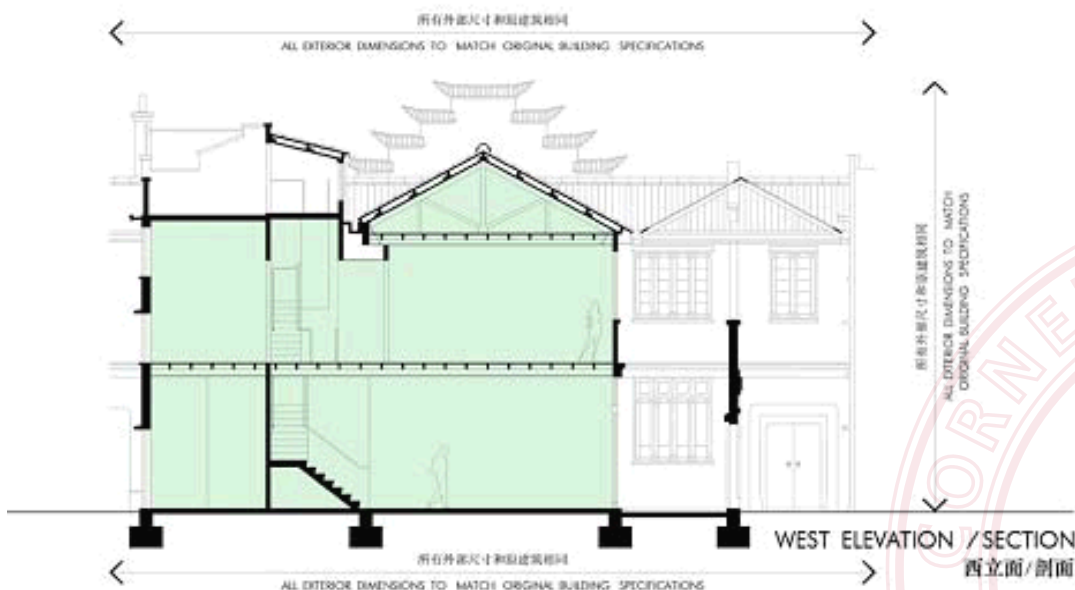 所有外部尺寸和原建筑相同
ALL EXTERIOR DIMENSIONS TO MATCH ORIGINAL BUILDING SPECIFICATIONS
所有外部尺寸和原建筑相同
ALL EXTERIOR DIMENSIONS TO MATCH
ORIGINAL BUILDING SPECIFICATIONS
CORNE
WEST ELEVATION / SECTION
西立面/剖面
所有外部尺寸和原建筑相同
ALL EXTERIOR DIMENSIONS TO MATCH ORIGINAL BUILDING SPECIFICATIONS